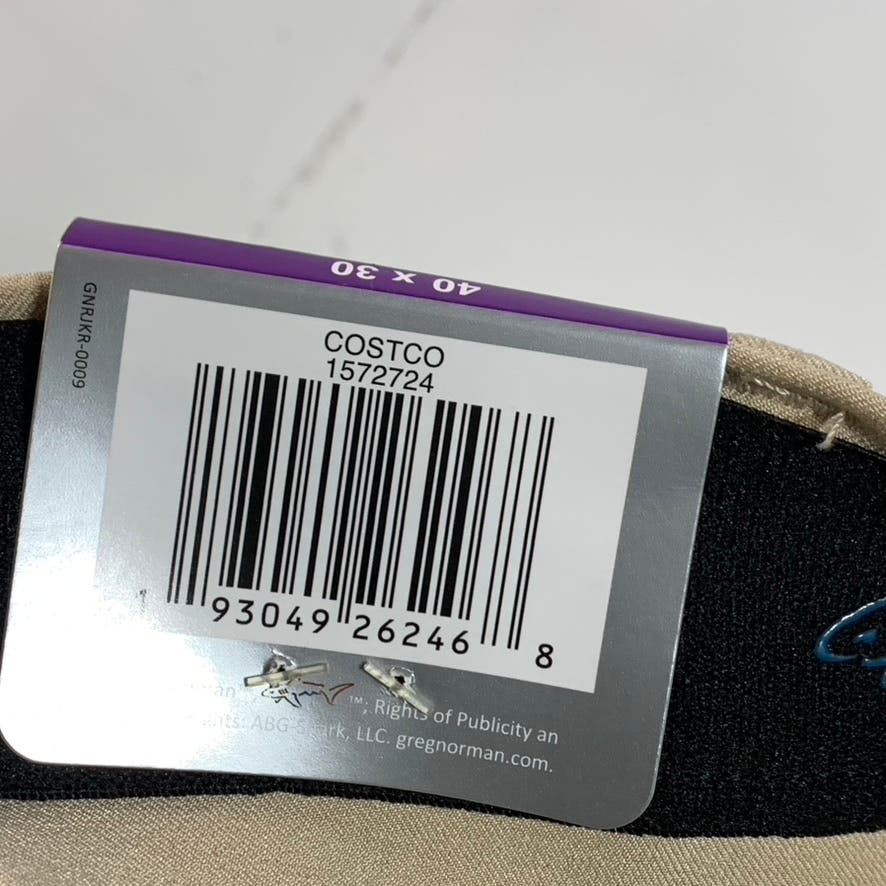 40 x 30
GNRJKR-0009
COSTCO
1572724
1 93049 26246 8
™; Rights of Publicity an
ABG Shark, LLC. gregnorman.com.